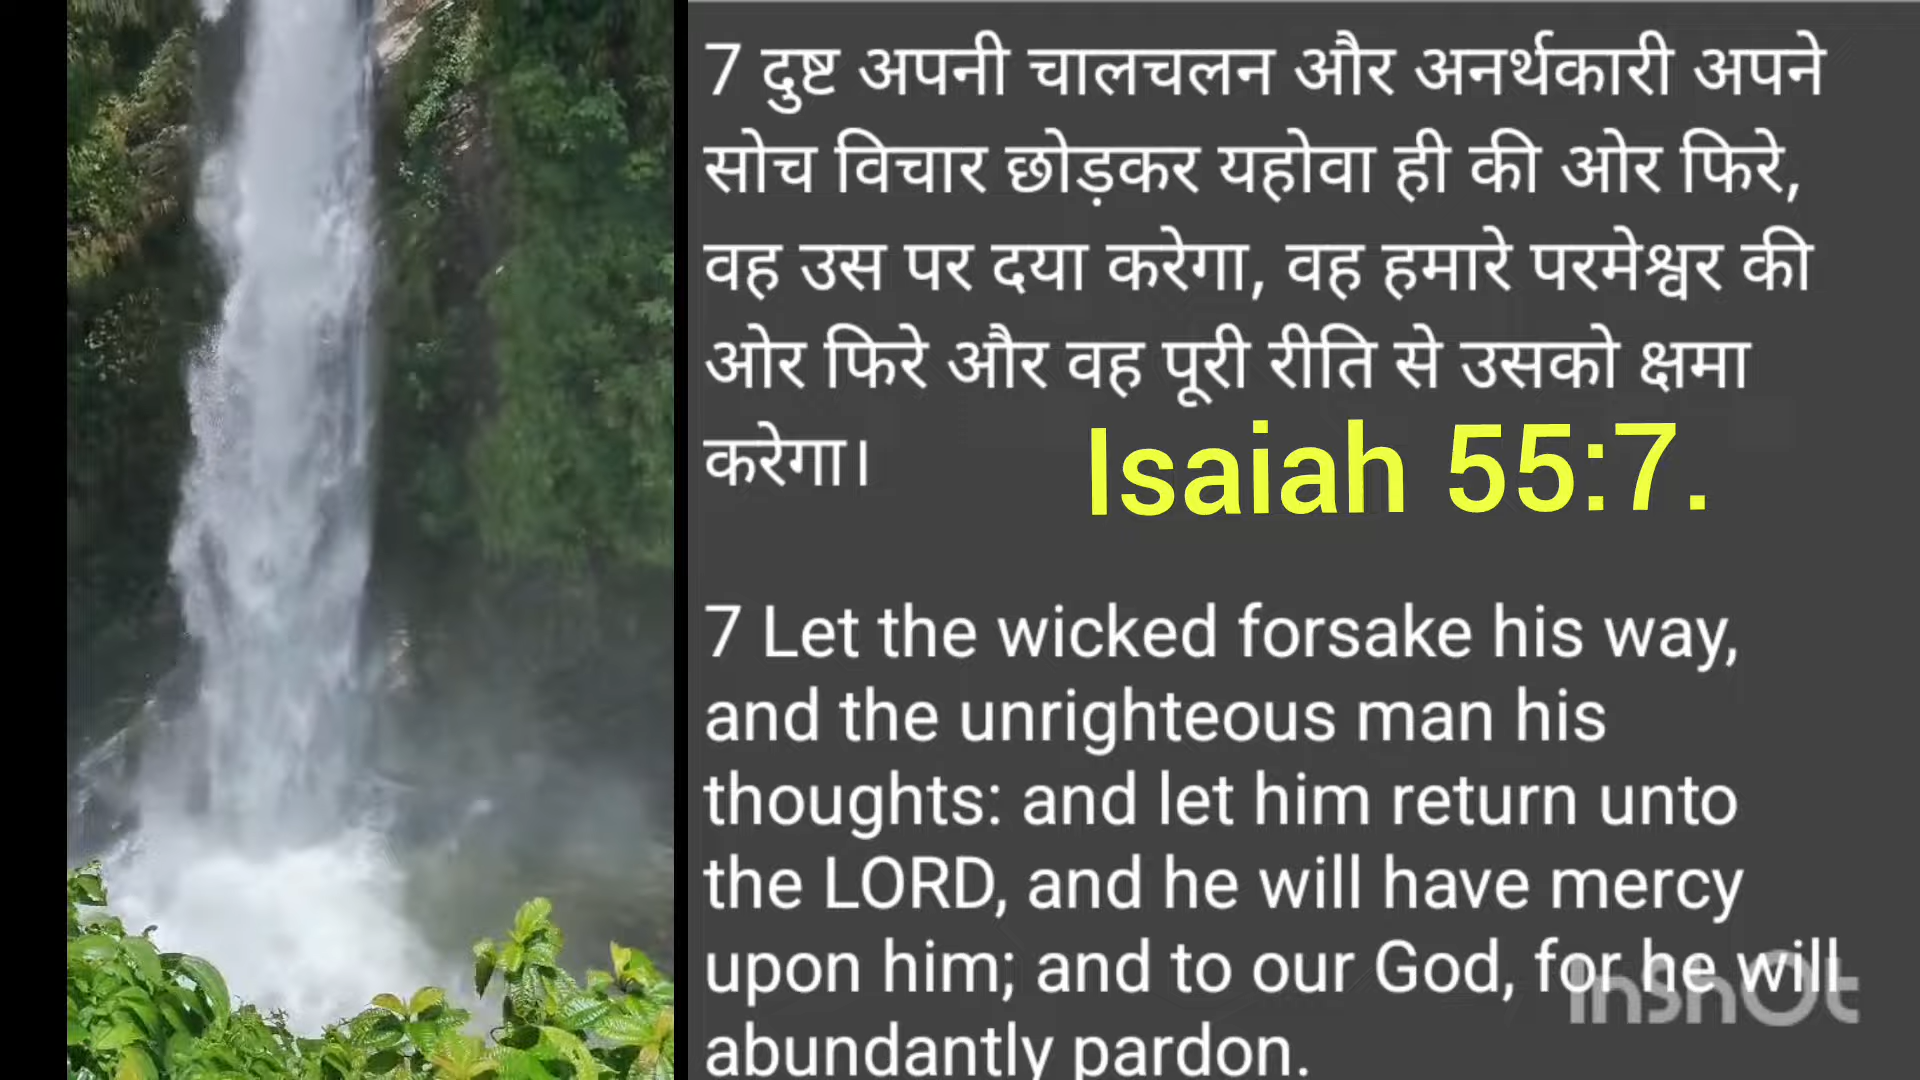 7 दुष्ट अपनी चालचलन और अनर्थकारी अपने
सोच विचार छोड़कर यहोवा ही की ओर फिरे,
वह उस पर दया करेगा, वह हमारे परमेश्वर की
ओर फिरे और वह पूरी रीति से उसको क्षमा
करेगा।
Isaiah 55:7.
7 Let the wicked forsake his way,
and the unrighteous man his
thoughts: and let him return unto
the LORD, and he will have mercy
upon him; and to our God, for he will
abundantly pardon.
InShOt